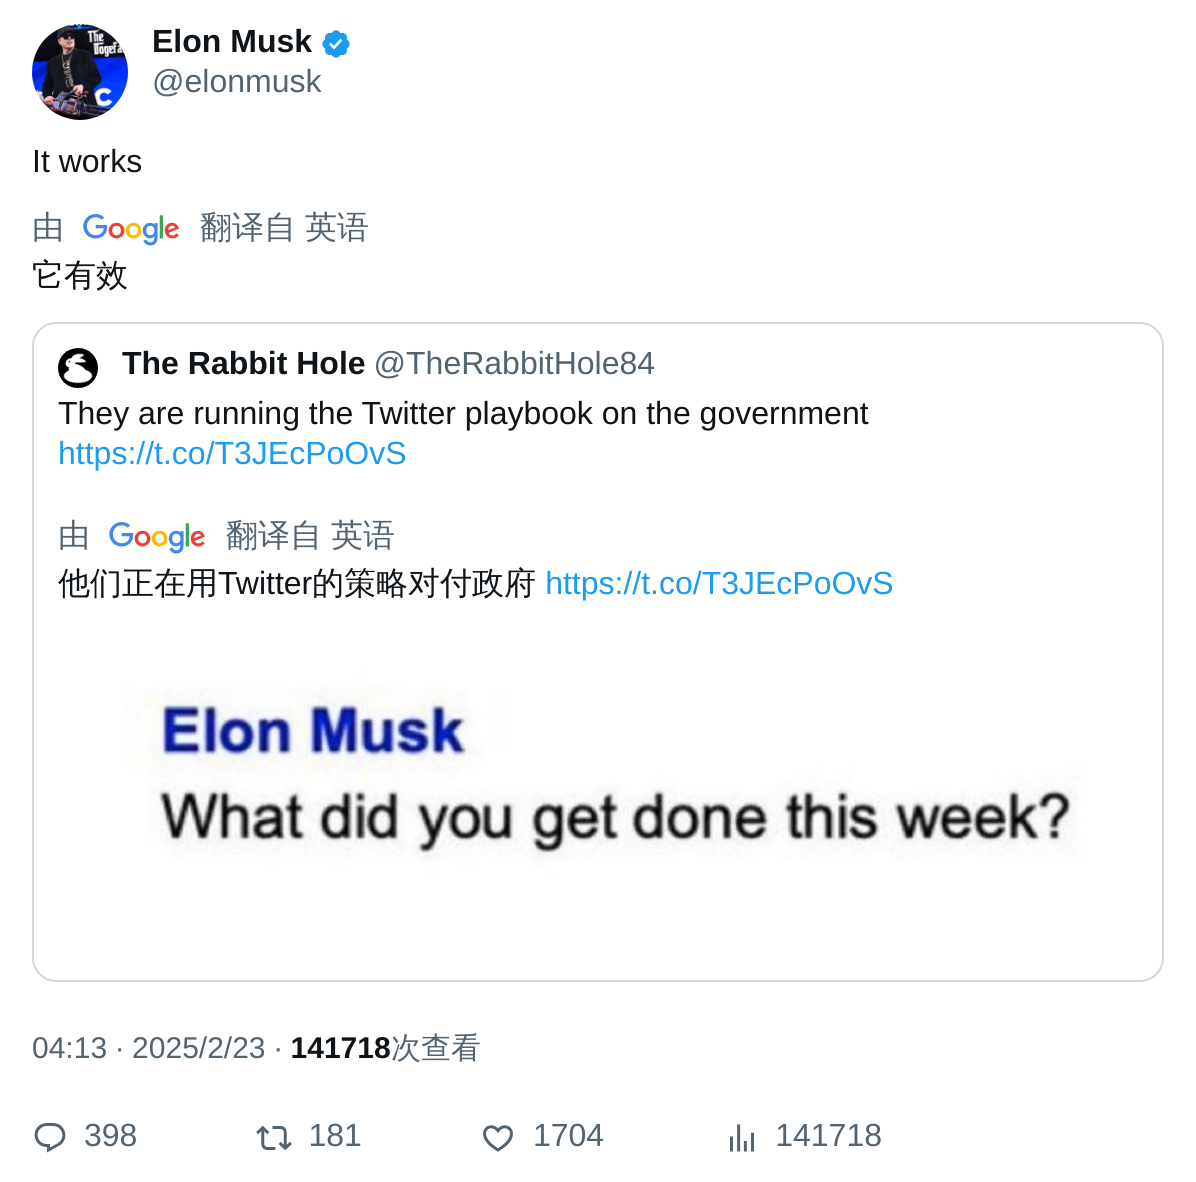 The
Dogefa
C
Elon Musk
@elonmusk
It works
由 Google 翻译自 英语
它有效
The Rabbit Hole @TheRabbitHole84
They are running the Twitter playbook on the government
https://t.co/T3JEcPoOvS
由 Google 翻译自 英语
他们正在用Twitter的策略对付政府 https://t.co/T3JEcPoOvS
Elon Musk
What did you get done this week?
04:13 · 2025/2/23 · 141718次查看
398 181 1704 141718